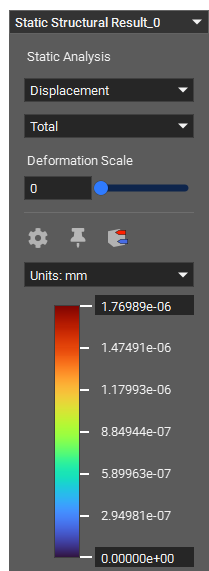 Static Structural Result_0
Static Analysis
Displacement
Total
Deformation Scale
0
Units: mm
1.76989e-06
1.47491e-06
1.17993e-06
8.84944e-07
5.89963e-07
2.94981e-07
0.00000e+00